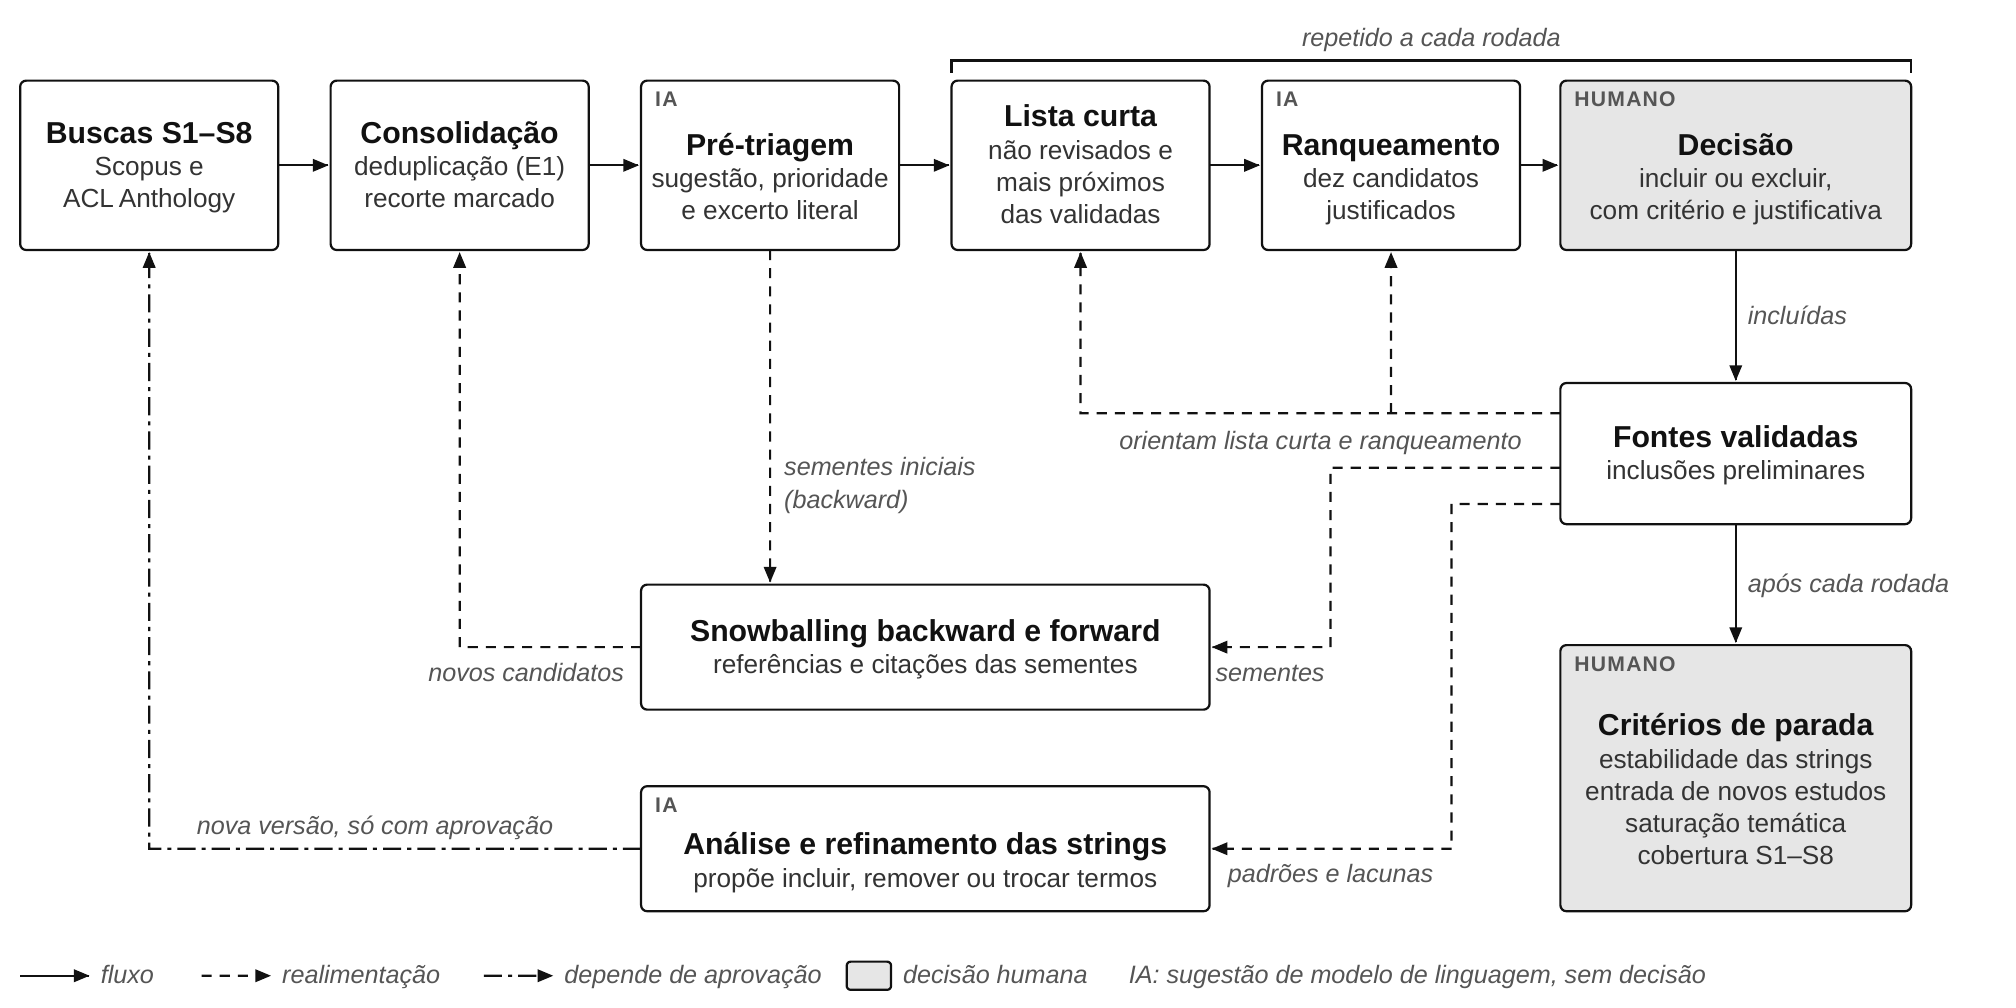 repetido a cada rodada
Buscas S1–S8
Scopus e
ACL Anthology
Consolidação
deduplicação (E1)
recorte marcado
IA
Pré-triagem
sugestão, prioridade
e excerto literal
Lista curta
não revisados e
mais próximos
das validadas
IA
Ranqueamento
dez candidatos
justificados
HUMANO
Decisão
incluir ou excluir,
com critério e justificativa
incluídas
orientam lista curta e ranqueamento
Fontes validadas
inclusões preliminares
sementes iniciais
(backward)
após cada rodada
Snowballing backward e forward
referências e citações das sementes
novos candidatos
sementes
HUMANO
Critérios de parada
estabilidade das strings
entrada de novos estudos
saturação temática
cobertura S1–S8
nova versão, só com aprovação
IA
Análise e refinamento das strings
propõe incluir, remover ou trocar termos
padrões e lacunas
fluxo
realimentação
depende de aprovação
decisão humana
IA: sugestão de modelo de linguagem, sem decisão